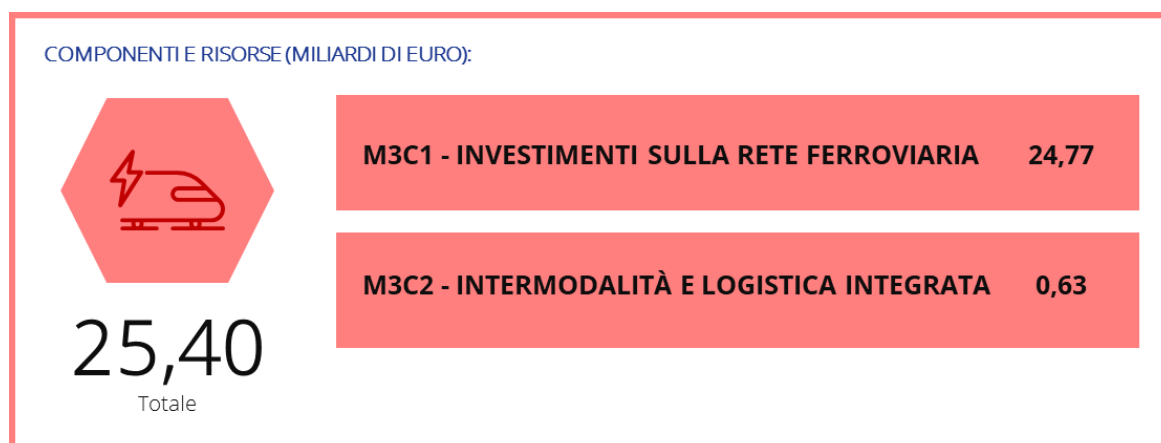 COMPONENTI E RISORSE (MILIARDI DI EURO):
M3C1 - INVESTIMENTI SULLA RETE FERROVIARIA 24,77
M3C2 - INTERMODALITÀ E LOGISTICA INTEGRATA 0,63
25,40
Totale